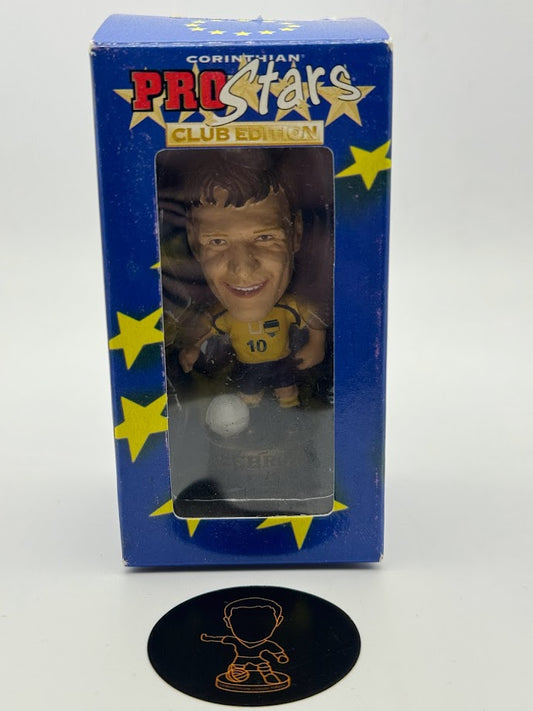 CORINTHIAN
PRO Stars
CLUB EDITION
10